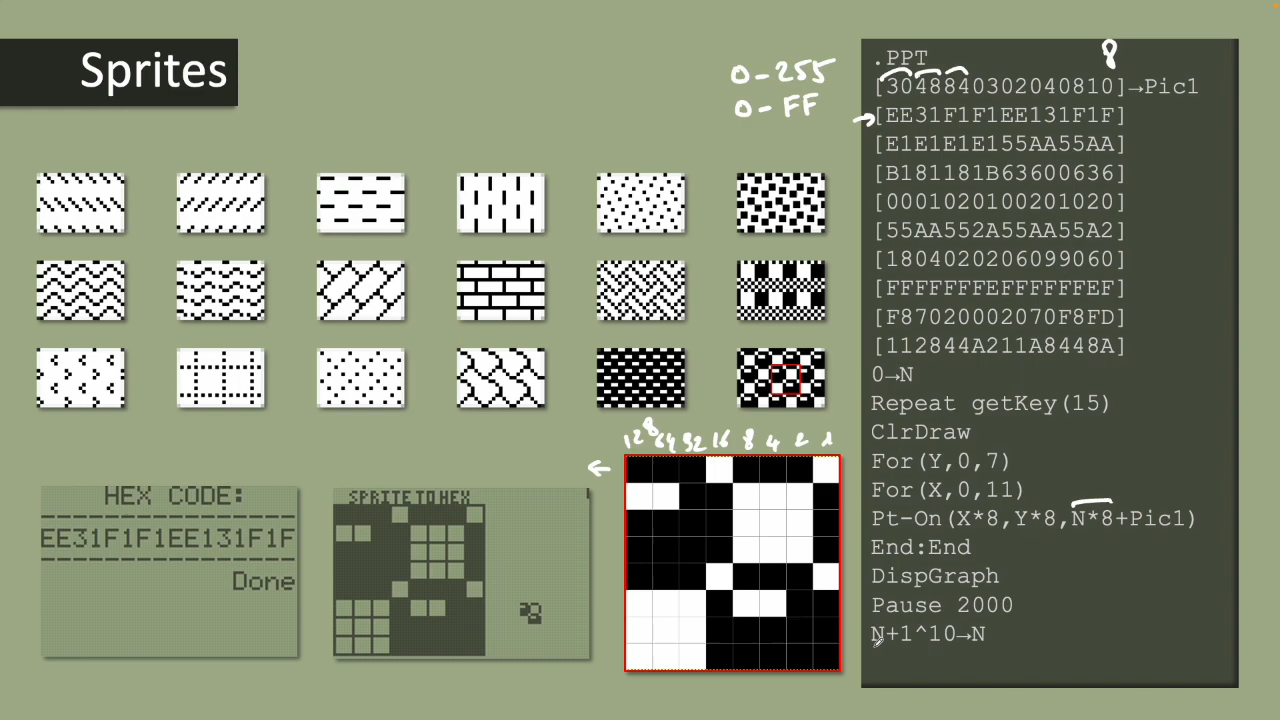 Sprites
0-255
0-FF
8
.PPT
[3048840302040810]→Pic1
[EE31F1F1EE131F1F]
[E1E1E1E155AA55AA]
[B181181B63600636]
[0001020100201020]
[55AA552A55AA55A2]
[1804020206099060]
[FFFFFFFEFFFFFFEF]
[F87020002070F8FD]
[112844A211A8448A]
0→N
Repeat getKey(15)
ClrDraw
For(Y,0,7)
For(X,0,11)
Pt-On(X*8,Y*8,N*8+Pic1)
End:End
DispGraph
Pause 2000
N+1^10→N
8
128 64 32 16 8 4 2 1
HEX CODE:
EE31F1F1EE131F1F
Done
SPRITE TO HEX